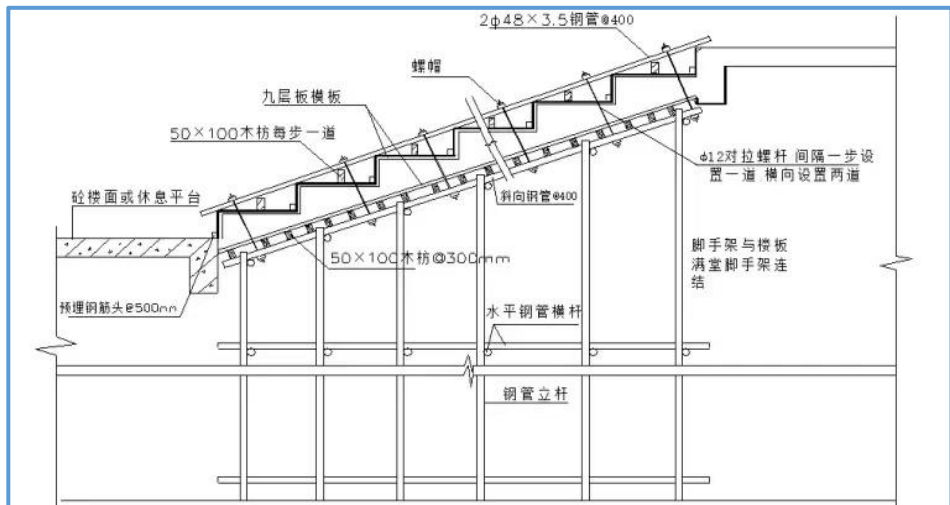 2φ48×3.5钢管@400
螺帽
九层板模板
50×100木枋每步一道
φ12对拉螺杆 间隔一步设
置一道 横向设置两道
砼楼面或休息平台
斜向钢管@400
脚手架与楼板
满堂脚手架连
结
50×100木枋@300mm
预埋钢筋头@500mm
水平钢管横杆
钢管立杆